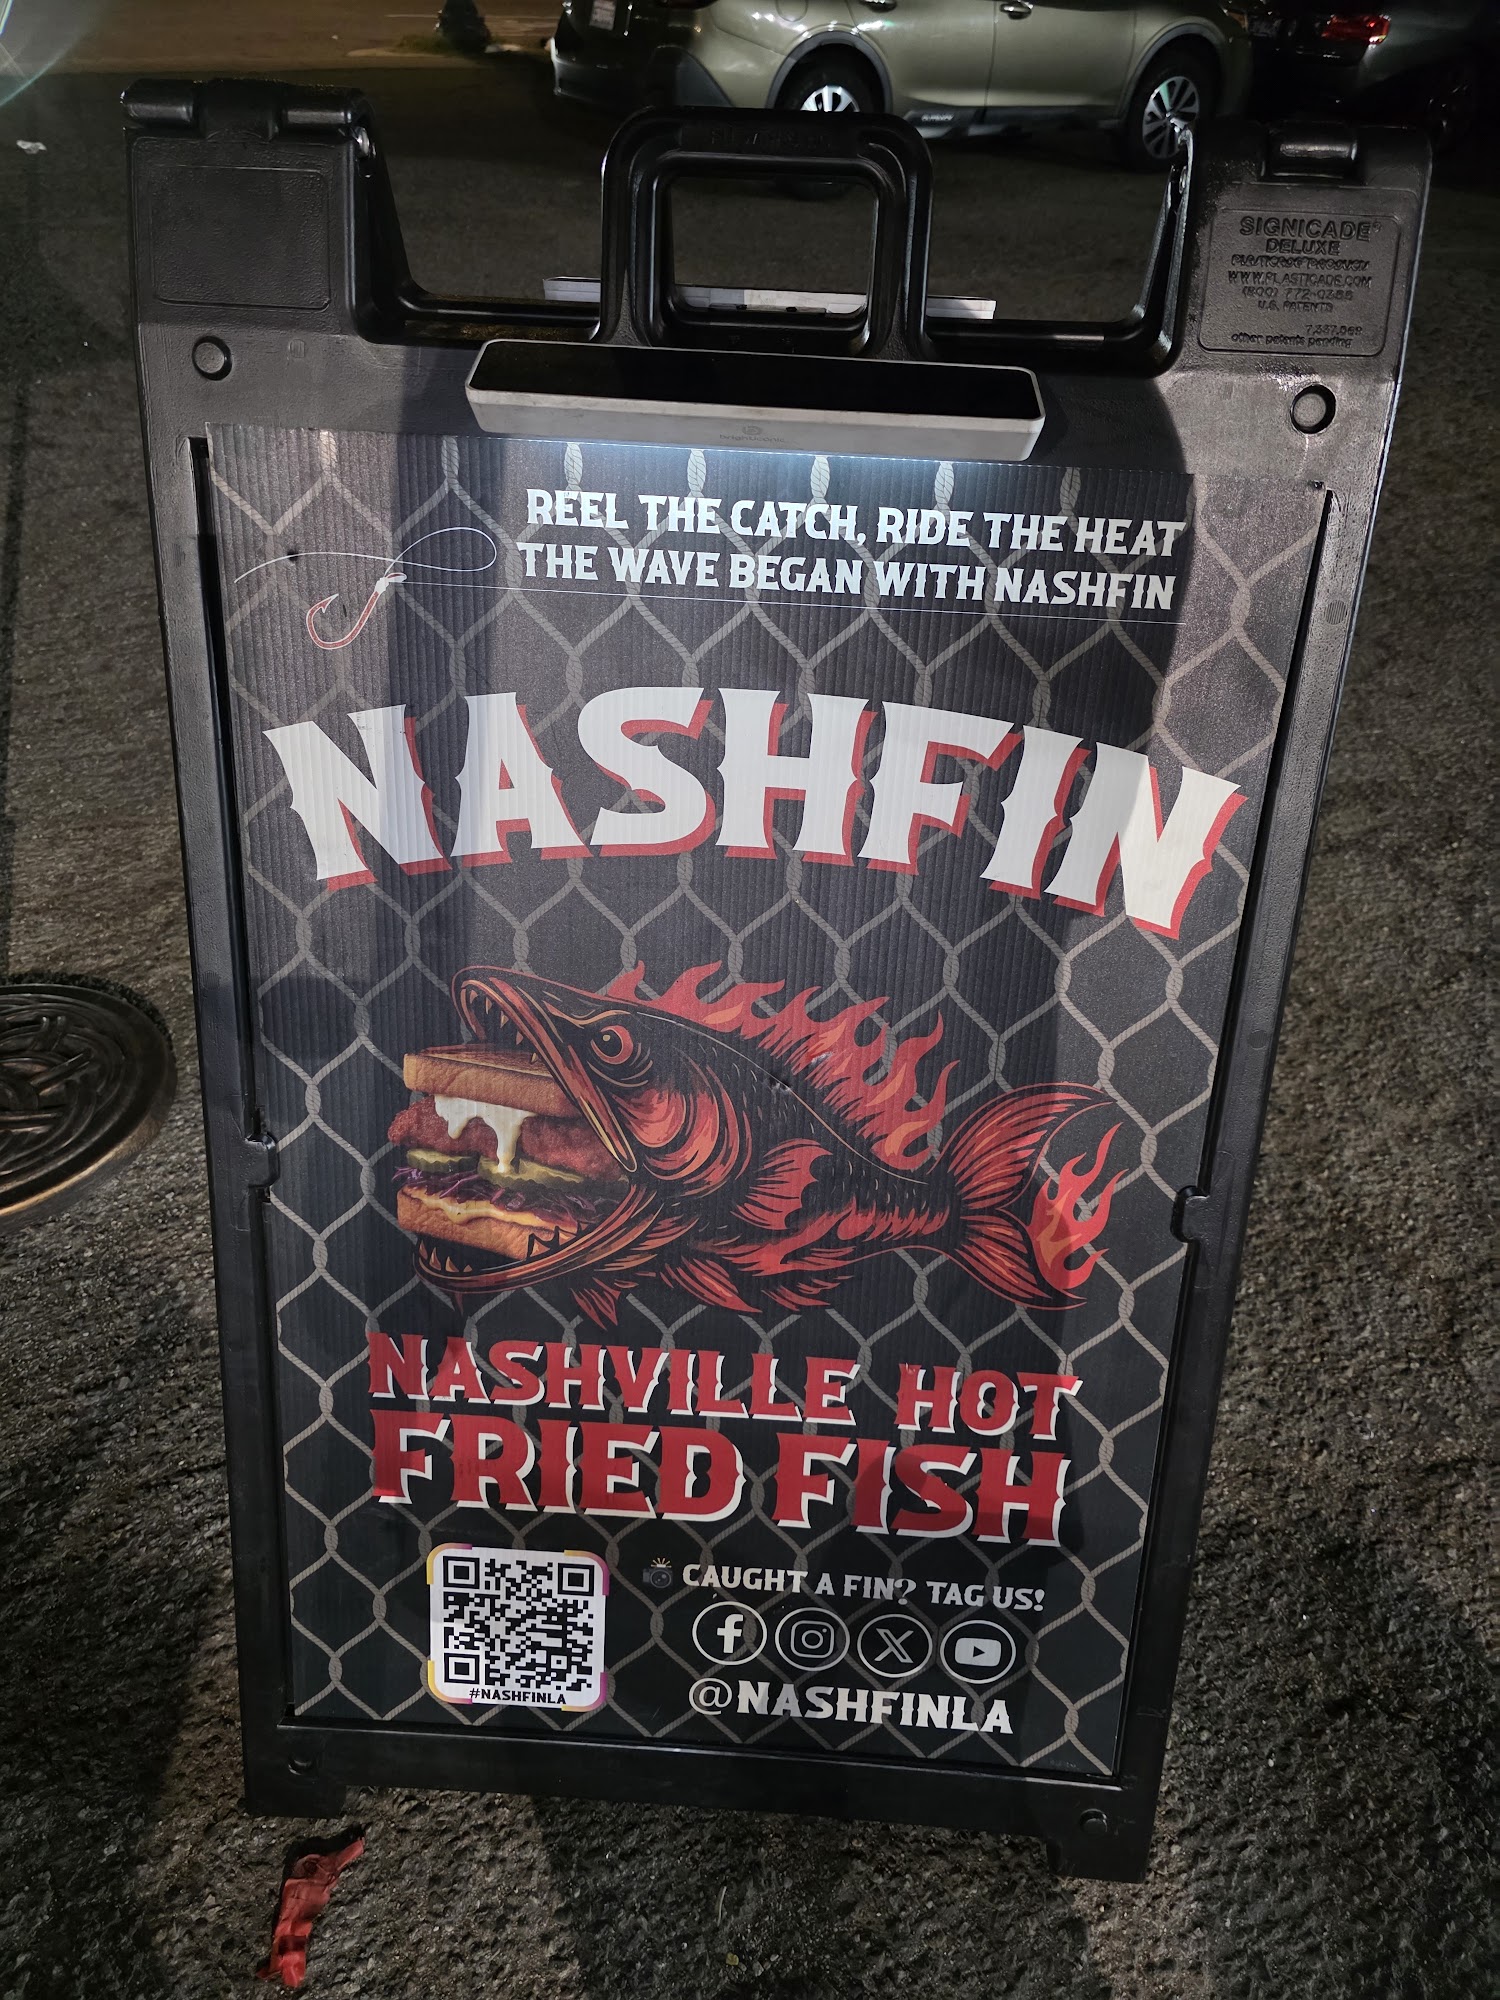 SIGNICADE®
DELUXE
WWW.PLASTICADE.COM
U.S. PATENTS
other patents pending
REEL THE CATCH, RIDE THE HEAT
THE WAVE BEGAN WITH NASHFIN
NASHFIN
NASHVILLE HOT
FRIED FISH
#NASHFINLA
CAUGHT A FIN? TAG US!
@NASHFINLA